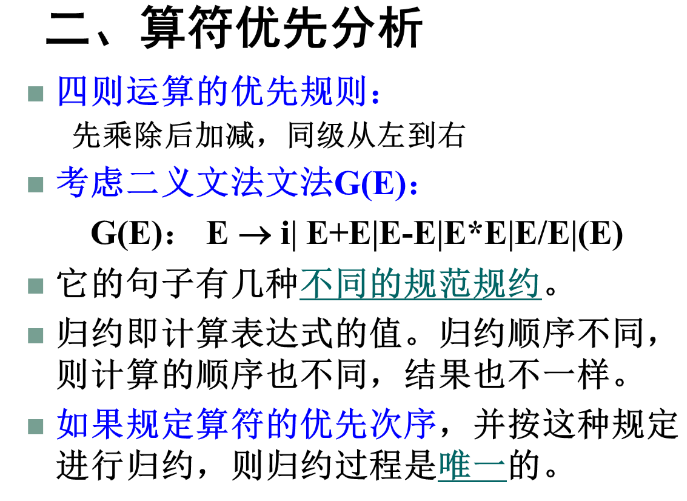 二、算符优先分析
■ 四则运算的优先规则：
先乘除后加减，同级从左到右
■ 考虑二义文法文法G(E)：
G(E)： E → i| E+E|E-E|E*E|E/E|(E)
■ 它的句子有几种不同的规范规约。
■ 归约即计算表达式的值。归约顺序不同，
则计算的顺序也不同，结果也不一样。
■ 如果规定算符的优先次序，并按这种规定
进行归约，则归约过程是唯一的。